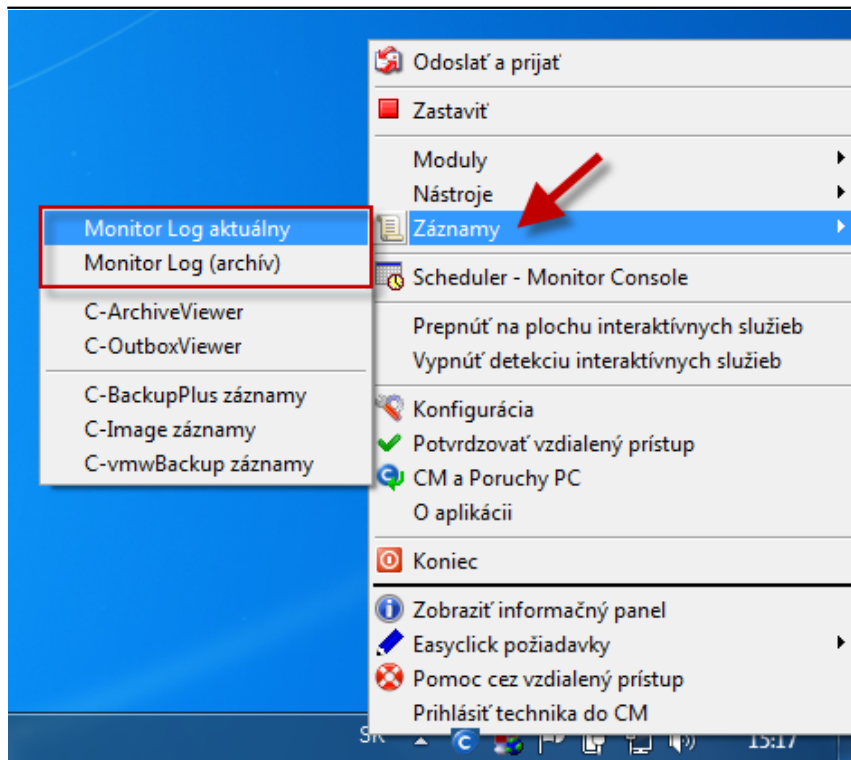 Odoslať a prijať
Zastaviť
Moduly
Nástroje
Záznamy
Scheduler - Monitor Console
Prepnúť na plochu interaktívnych služieb
Vypnúť detekciu interaktívnych služieb
Konfigurácia
Potvrdzovať vzdialený prístup
CM a Poruchy PC
O aplikácii
Koniec
Zobraziť informačný panel
Easyclick požiadavky
Pomoc cez vzdialený prístup
Prihlásiť technika do CM
Monitor Log aktuálny
Monitor Log (archív)
C-ArchiveViewer
C-OutboxViewer
C-BackupPlus záznamy
C-Image záznamy
C-vmwBackup záznamy
SK
15:17